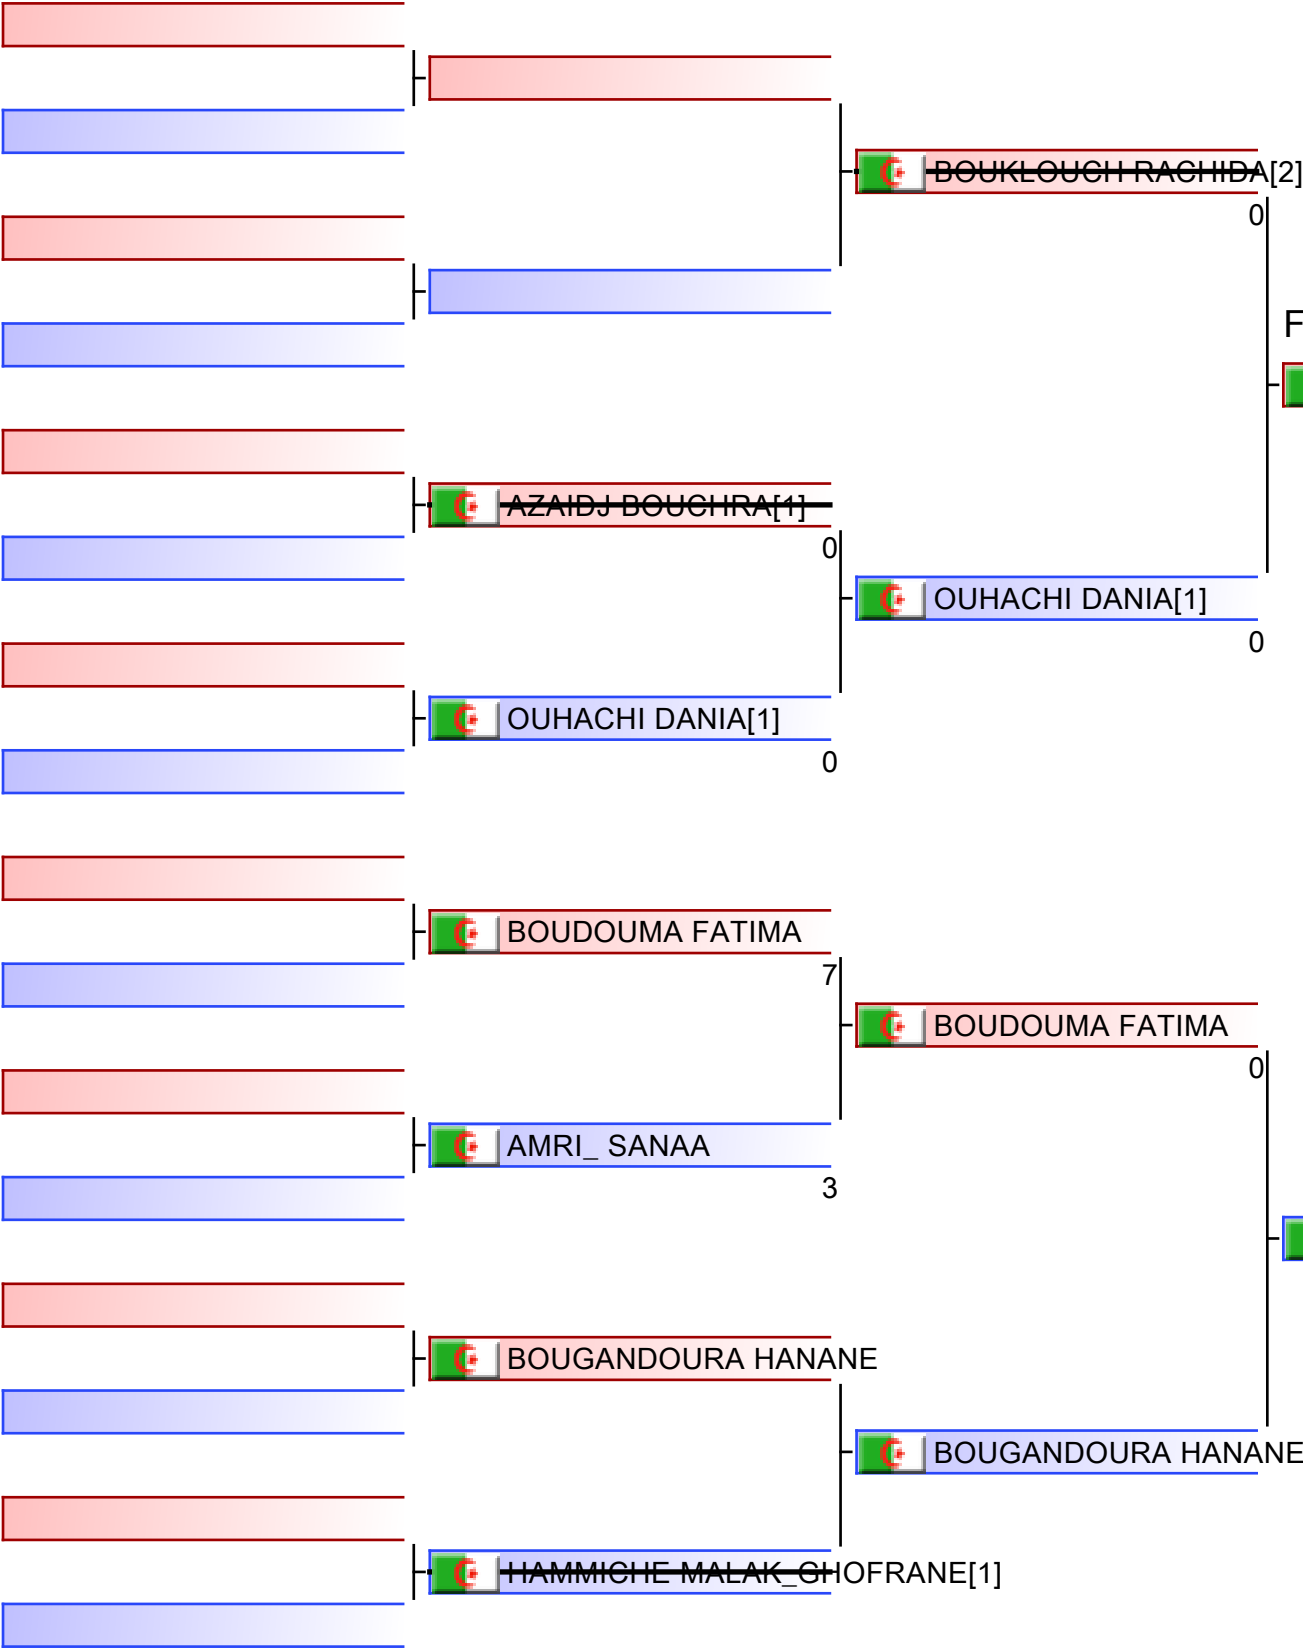 BOUKLOUCH RACHIDA[2]
0
F
AZAIDJ BOUCHRA[1]
0
OUHACHI DANIA[1]
0
OUHACHI DANIA[1]
0
BOUDOUMA FATIMA
7
BOUDOUMA FATIMA
0
AMRI_ SANAA
3
BOUGANDOURA HANANE
BOUGANDOURA HANANE
HAMMICHE MALAK_GHOFRANE[1]